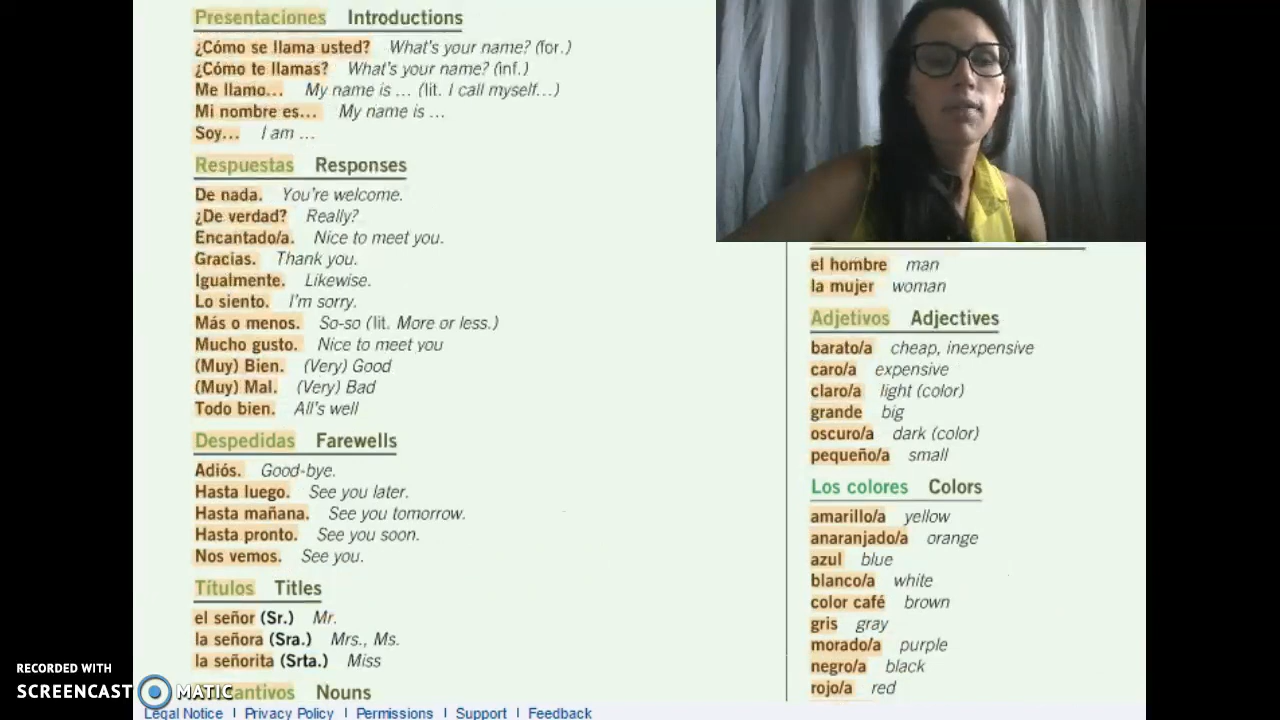 Presentaciones Introductions
¿Cómo se llama usted? What's your name? (for.)
¿Cómo te llamas? What's your name? (inf.)
Me llamo... My name is ... (lit. I call myself...)
Mi nombre es... My name is ...
Soy... I am ...
Respuestas Responses
De nada. You're welcome.
¿De verdad? Really?
Encantado/a. Nice to meet you.
Gracias. Thank you.
Igualmente. Likewise.
Lo siento. I'm sorry.
Más o menos. So-so (lit. More or less.)
Mucho gusto. Nice to meet you
(Muy) Bien. (Very) Good
(Muy) Mal. (Very) Bad
Todo bien. All's well
Despedidas Farewells
Adiós. Good-bye.
Hasta luego. See you later.
Hasta mañana. See you tomorrow.
Hasta pronto. See you soon.
Nos vemos. See you.
Títulos Titles
el señor (Sr.) Mr.
la señora (Sra.) Mrs., Ms.
la señorita (Srta.) Miss
Nouns
el hombre man
la mujer woman
Adjetivos Adjectives
barato/a cheap, inexpensive
caro/a expensive
claro/a light (color)
grande big
oscuro/a dark (color)
pequeño/a small
Los colores Colors
amarillo/a yellow
anaranjado/a orange
azul blue
blanco/a white
color café brown
gris gray
morado/a purple
negro/a black
rojo/a red
Legal Notice | Privacy Policy | Permissions | Support | Feedback
RECORDED WITH
SCREENCAST MATIC